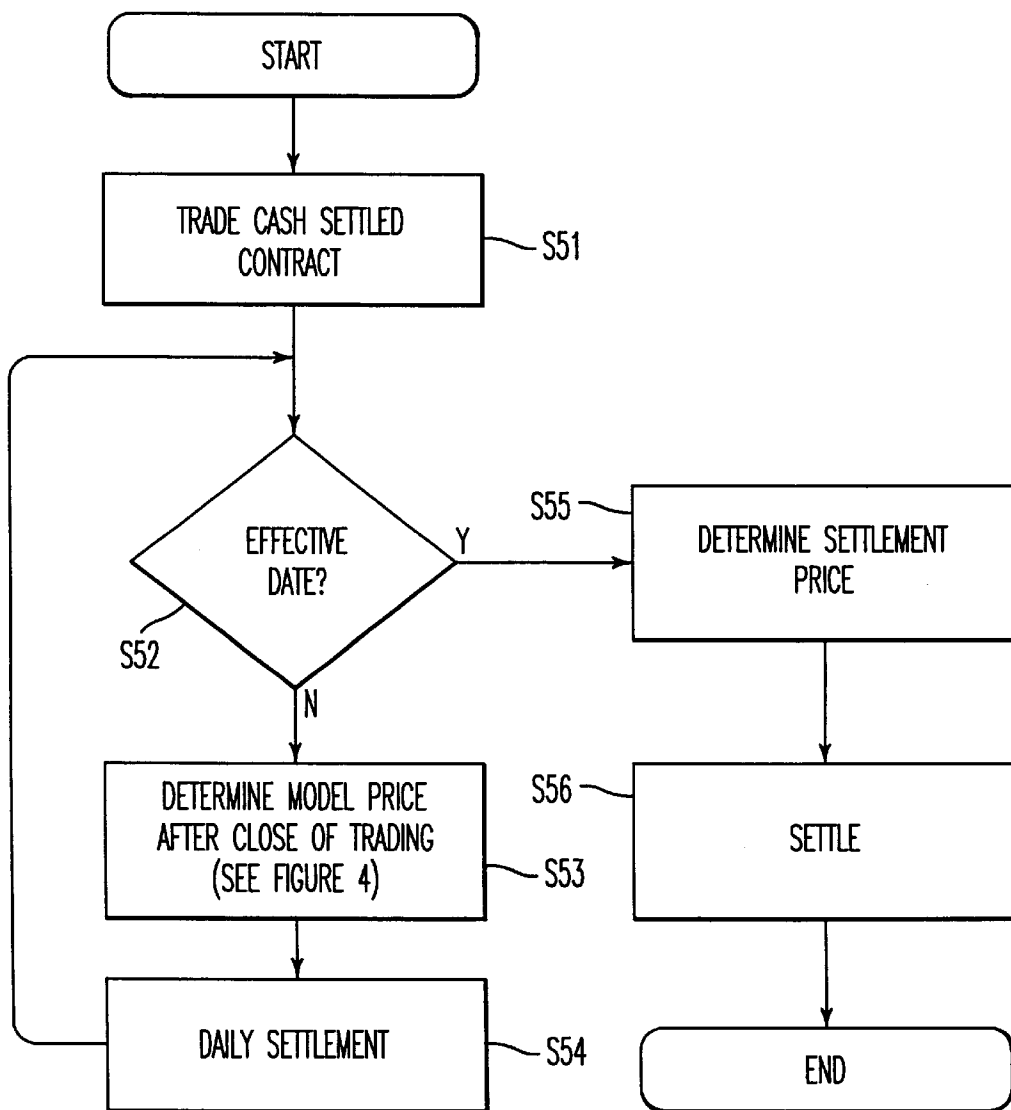 START
TRADE CASH SETTLED
CONTRACT
S51
EFFECTIVE
DATE?
S52
Y
N
S55
DETERMINE SETTLEMENT
PRICE
DETERMINE MODEL PRICE
AFTER CLOSE OF TRADING
(SEE FIGURE 4)
S53
S56
SETTLE
DAILY SETTLEMENT
S54
END